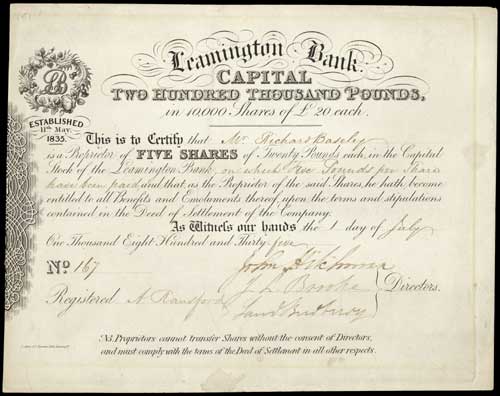 Leamington Bank.
CAPITAL
TWO HUNDRED THOUSAND POUNDS,
in 10,000 Shares of £20 each.
LB
ESTABLISHED
11th May
1835.
This is to Certify that Mr Richard Baseley
is a Proprietor of FIVE SHARES of Twenty Pounds each, in the Capital
Stock of the Leamington Bank, on which Five Pounds per Share
have been paid and that as the Proprietor of the said Shares, he hath become
entitled to all Benefits and Emoluments thereof, upon the terms and stipulations
contained in the Deed of Settlement of the Company.
As Witness our hands the 1 day of July
One Thousand Eight Hundred and Thirty five
No. 167
John
J L Brooke
Registered A Ransford
Directors.
N.B. Proprietors cannot transfer Shares without the consent of Directors,
and must comply with the terms of the Deed of Settlement in all other respects.